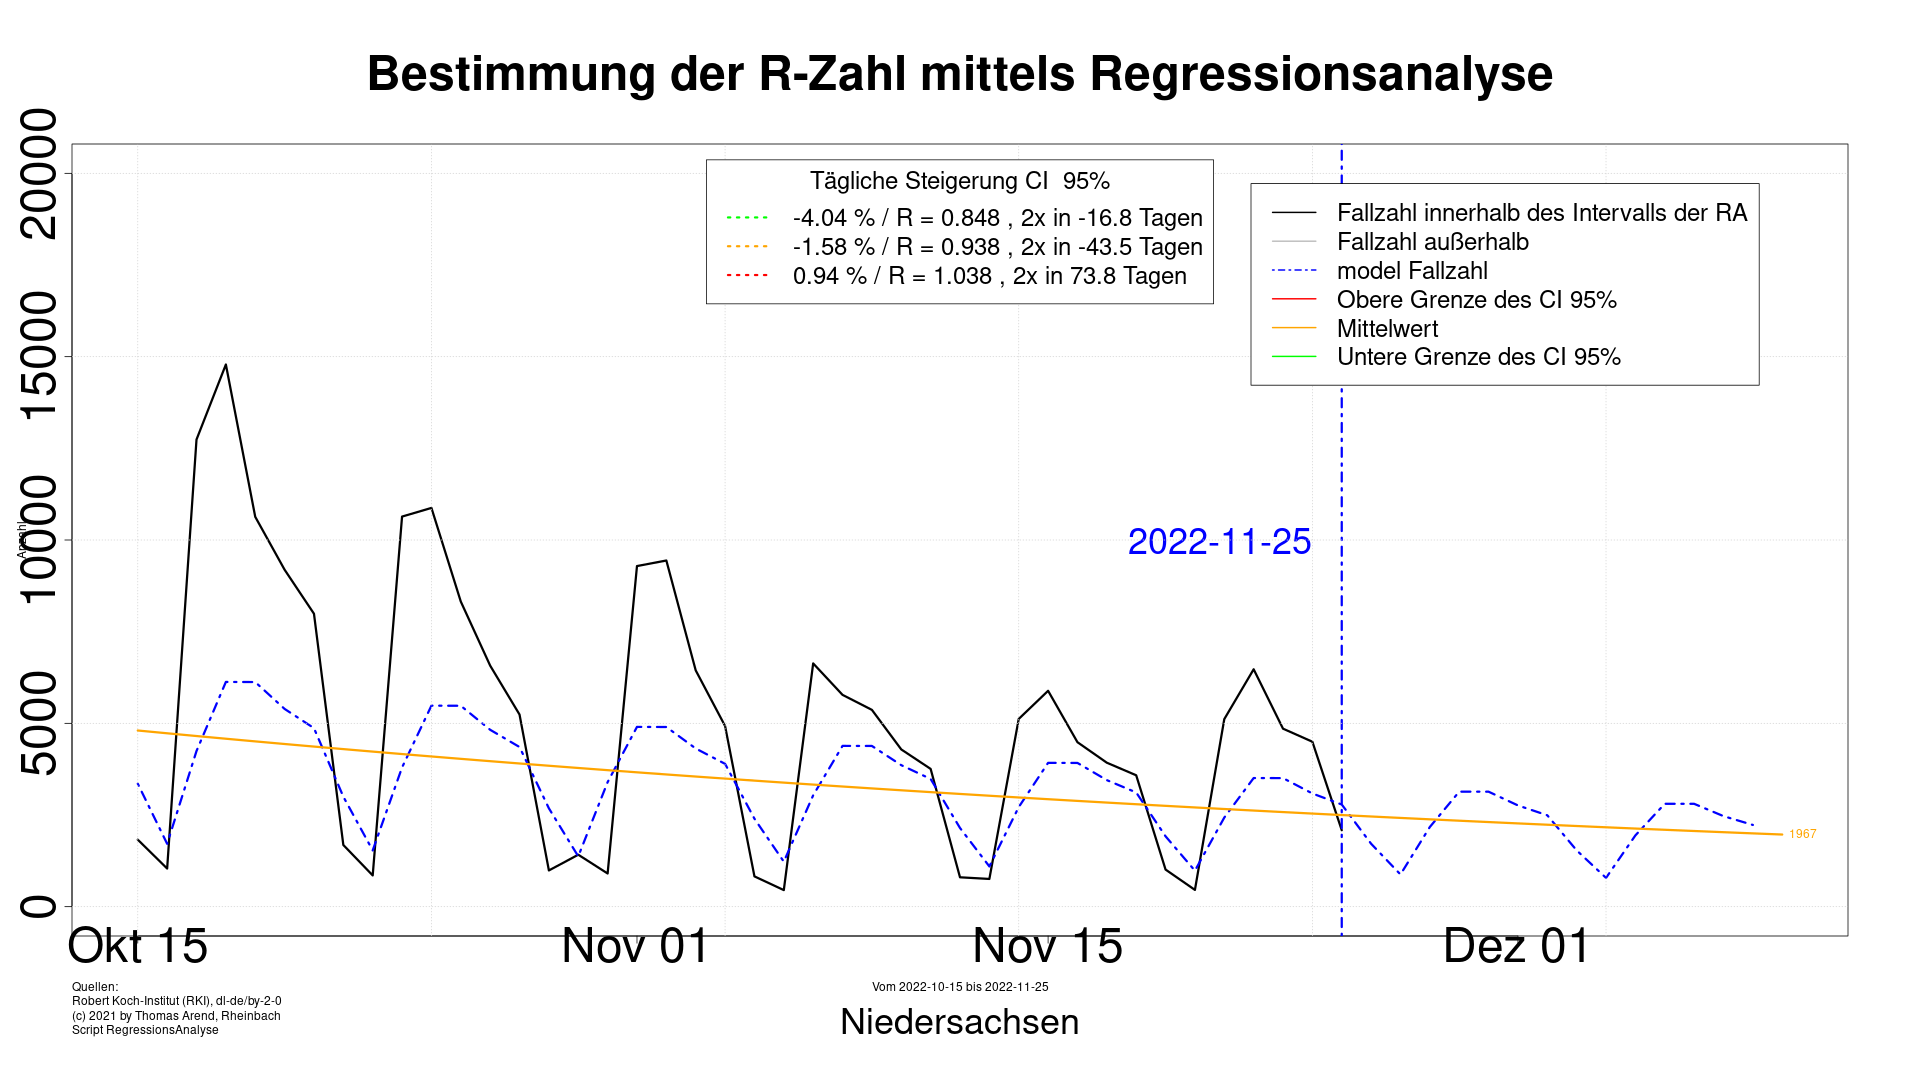 Bestimmung der R-Zahl mittels Regressionsanalyse
20000
15000
10000
5000
0
Anzahl
Tägliche Steigerung CI  95%
-4.04 % / R = 0.848 , 2x in -16.8 Tagen
-1.58 % / R = 0.938 , 2x in -43.5 Tagen
0.94 % / R = 1.038 , 2x in 73.8 Tagen
Fallzahl innerhalb des Intervalls der RA
Fallzahl außerhalb
model Fallzahl
Obere Grenze des CI 95%
Mittelwert
Untere Grenze des CI 95%
2022-11-25
1967
Okt 15 Nov 01 Nov 15 Dez 01
Quellen:
Robert Koch-Institut (RKI), dl-de/by-2-0
(c) 2021 by Thomas Arend, Rheinbach
Script RegressionsAnalyse
Vom 2022-10-15 bis 2022-11-25
Niedersachsen